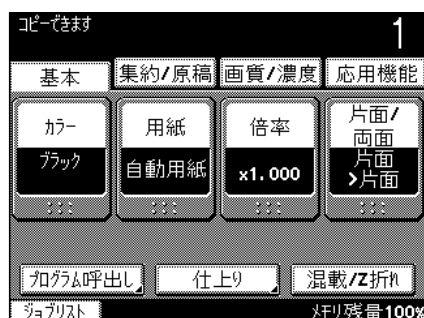 コピーできます
1
基本 集約/原稿 画質/濃度 応用機能
カラー 用紙 倍率 片面/
両面
ブラック 自動用紙 x1.000 片面
>片面
プログラム呼出し 仕上り 混載/Z折れ
ジョブリスト メモリ残量100%